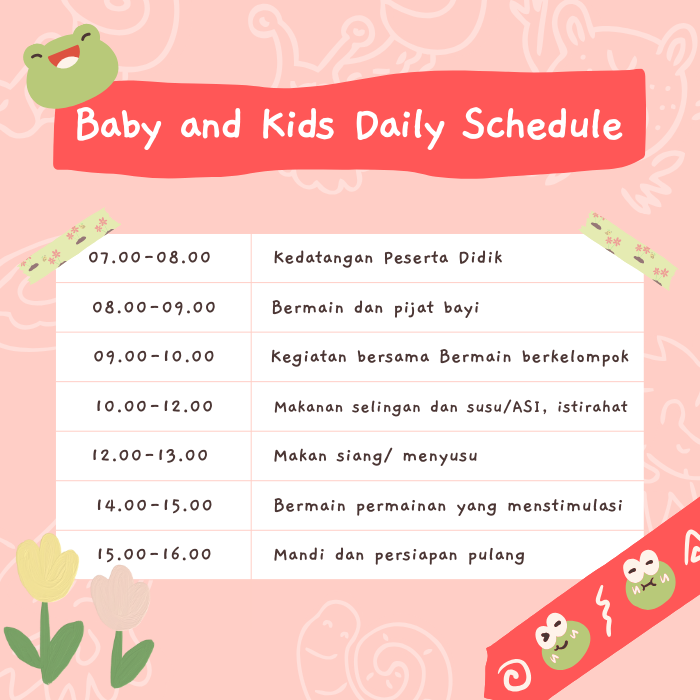 Baby and Kids Daily Schedule
07.00-08.00 Kedatangan Peserta Didik
08.00-09.00 Bermain dan pijat bayi
09.00-10.00 Kegiatan bersama Bermain berkelompok
10.00-12.00 Makanan selingan dan susu/ASI, istirahat
12.00-13.00 Makan siang/ menyusu
14.00-15.00 Bermain permainan yang menstimulasi
15.00-16.00 Mandi dan persiapan pulang